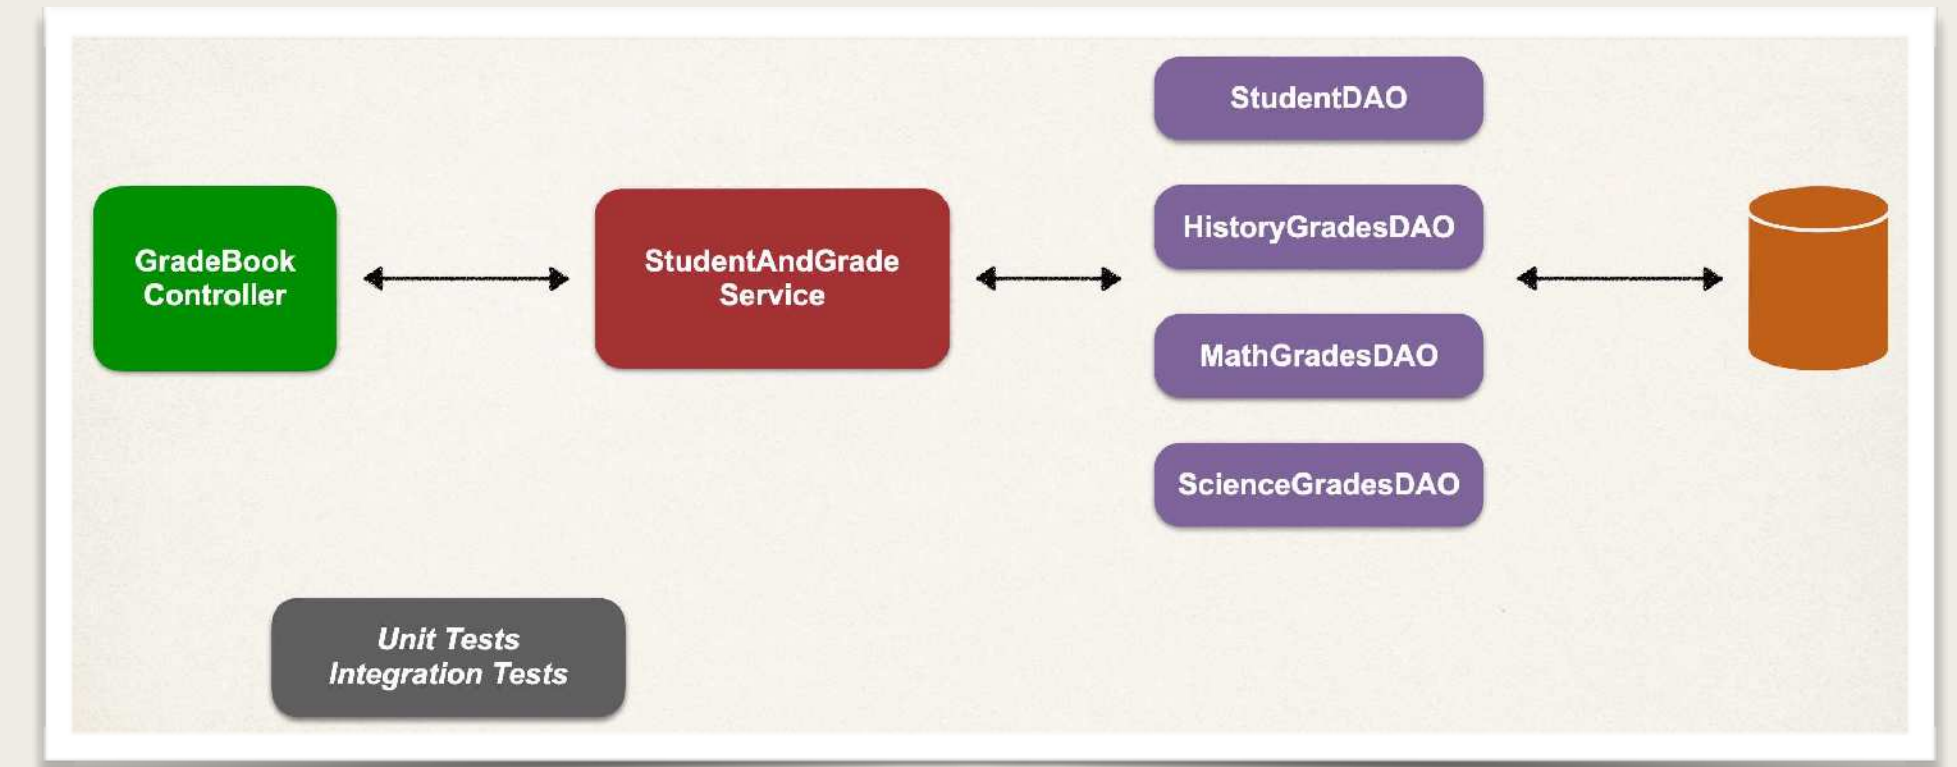 GradeBook
Controller
StudentAndGrade
Service
StudentDAO
HistoryGradesDAO
MathGradesDAO
ScienceGradesDAO
Unit Tests
Integration Tests